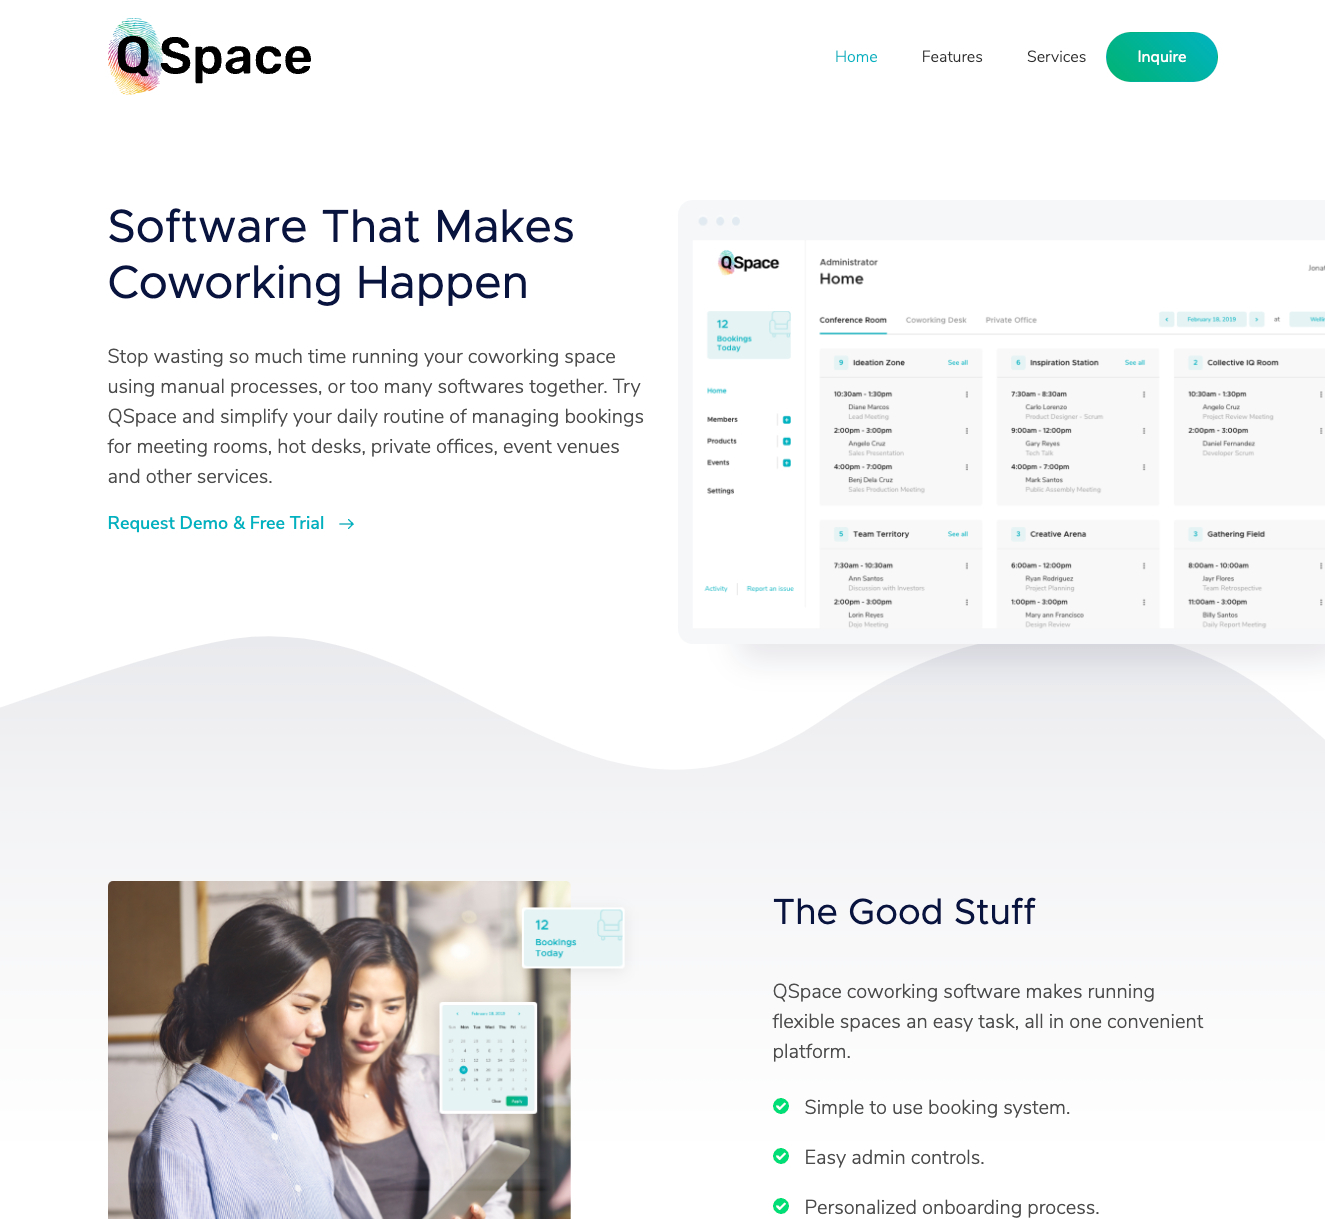 QSpace
Home
Features
Services
Inquire
Software That Makes
Coworking Happen
Stop wasting so much time running your coworking space
using manual processes, or too many softwares together. Try
QSpace and simplify your daily routine of managing bookings
for meeting rooms, hot desks, private offices, event venues
and other services.
Request Demo & Free Trial →
QSpace
12
Bookings
Today
Home
Members
Products
Events
Settings
Activity
Report an Issue
Administrator
Home
Conference Room
Coworking Desk
Private Office
February 18, 2019
at
9 Ideation Zone See all
10:30am - 1:30pm
Diane Marcos
Lead Meeting
2:00pm - 3:00pm
Angelo Cruz
Sales Presentation
4:00pm - 7:00pm
Benj Dela Cruz
Sales Production Meeting
6 Inspiration Station See all
7:30am - 8:30am
Carlo Lorenzo
Product Designer - Scrum
9:00am - 12:00pm
Gary Reyes
Tech Talk
4:00pm - 7:00pm
Mark Santos
Public Assembly Meeting
2 Collective IQ Room
10:30am - 1:30pm
Angelo Cruz
Project Review Meeting
2:00pm - 3:00pm
Daniel Fernandez
Developer Scrum
5 Team Territory See all
7:30am - 10:30am
Ann Santos
Discussion with Investors
2:00pm - 3:00pm
Lorin Reyes
Dojo Meeting
3 Creative Arena
6:00am - 12:00pm
Ryan Rodriguez
Project Planning
1:00pm - 3:00pm
Mary ann Francisco
Design Review
3 Gathering Field
8:00am - 10:00am
Jayr Flores
Team Retrospective
11:00am - 3:00pm
Billy Santos
Daily Report Meeting
12
Bookings
Today
The Good Stuff
QSpace coworking software makes running
flexible spaces an easy task, all in one convenient
platform.
Simple to use booking system.
Easy admin controls.
Personalized onboarding process.